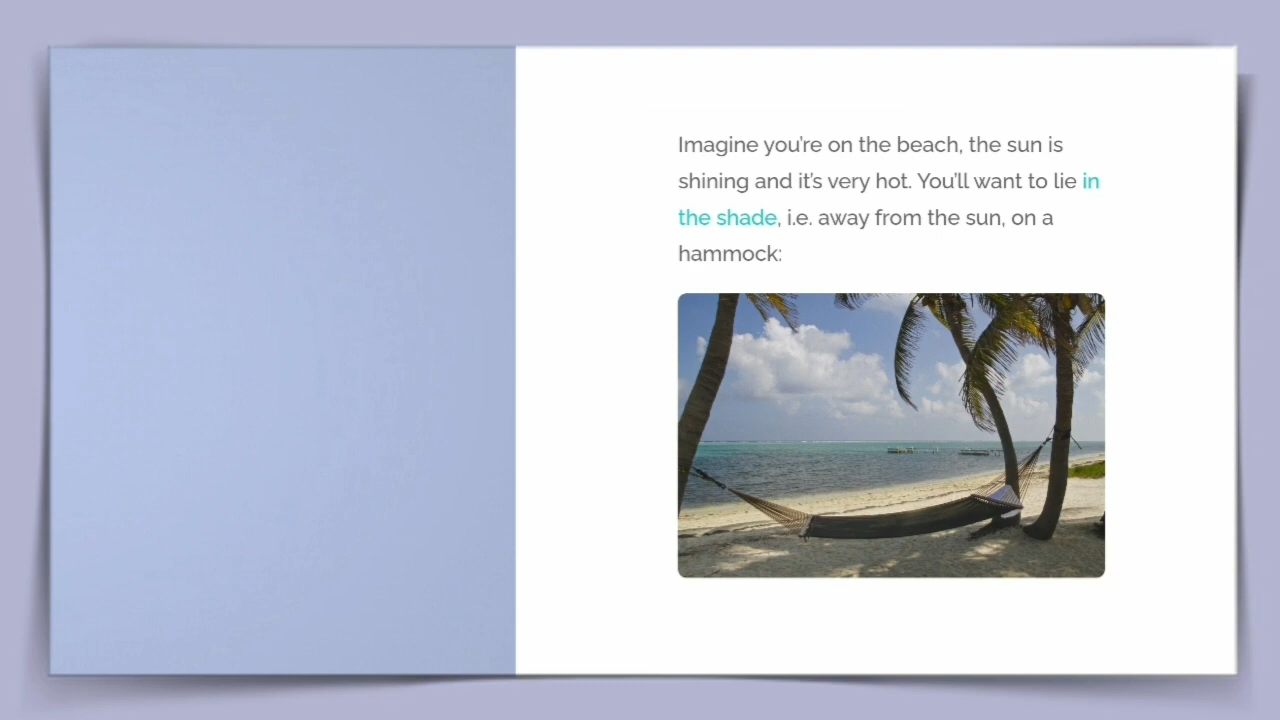 Imagine you're on the beach, the sun is
shining and it's very hot. You'll want to lie in
the shade, i.e. away from the sun, on a
hammock: